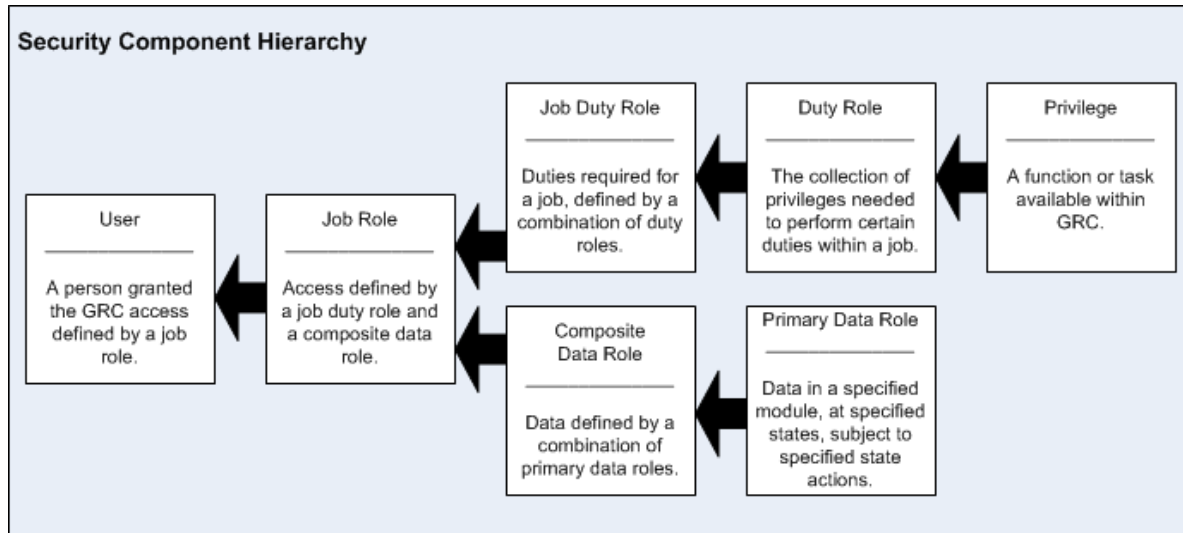 Security Component Hierarchy
Job Duty Role
Duties required for
a job, defined by a
combination of duty
roles.
Duty Role
The collection of
privileges needed
to perform certain
duties within a job.
Privilege
A function or task
available within
GRC.
User
A person granted
the GRC access
defined by a job
role.
Job Role
Access defined by
a job duty role and
a composite data
role.
Composite
Data Role
Data defined by a
combination of
primary data roles.
Primary Data Role
Data in a specified
module, at specified
states, subject to
specified state
actions.